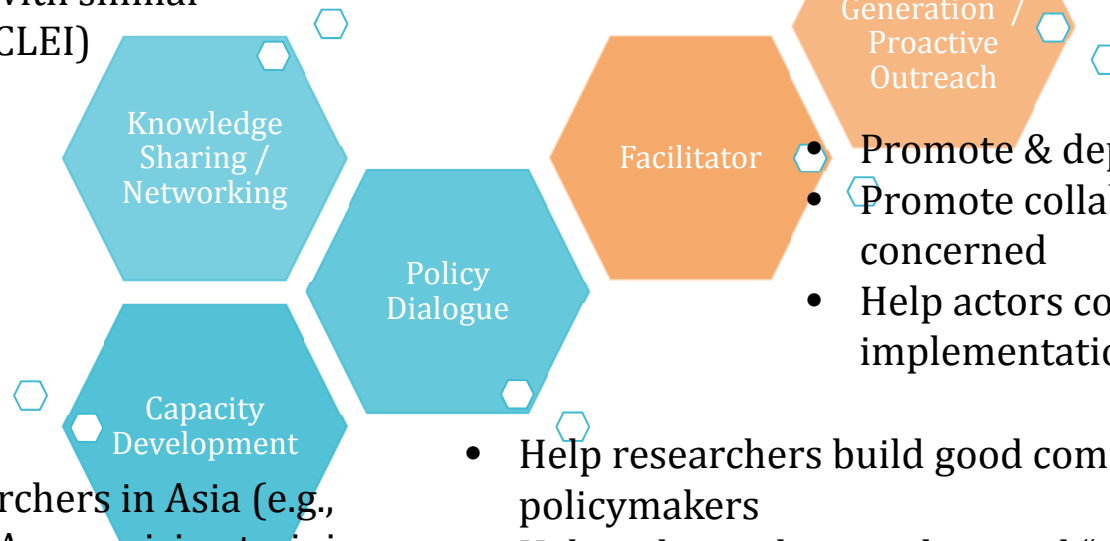 CLEI)
Knowledge
Sharing /
Networking
Policy
Dialogue
Capacity
Development
rchers in Asia (e.g.,
Generation /
Proactive
Outreach
Facilitator
• Promote & de
• Promote colla
concerned
• Help actors co
implementatio
• Help researchers build good com
policymakers